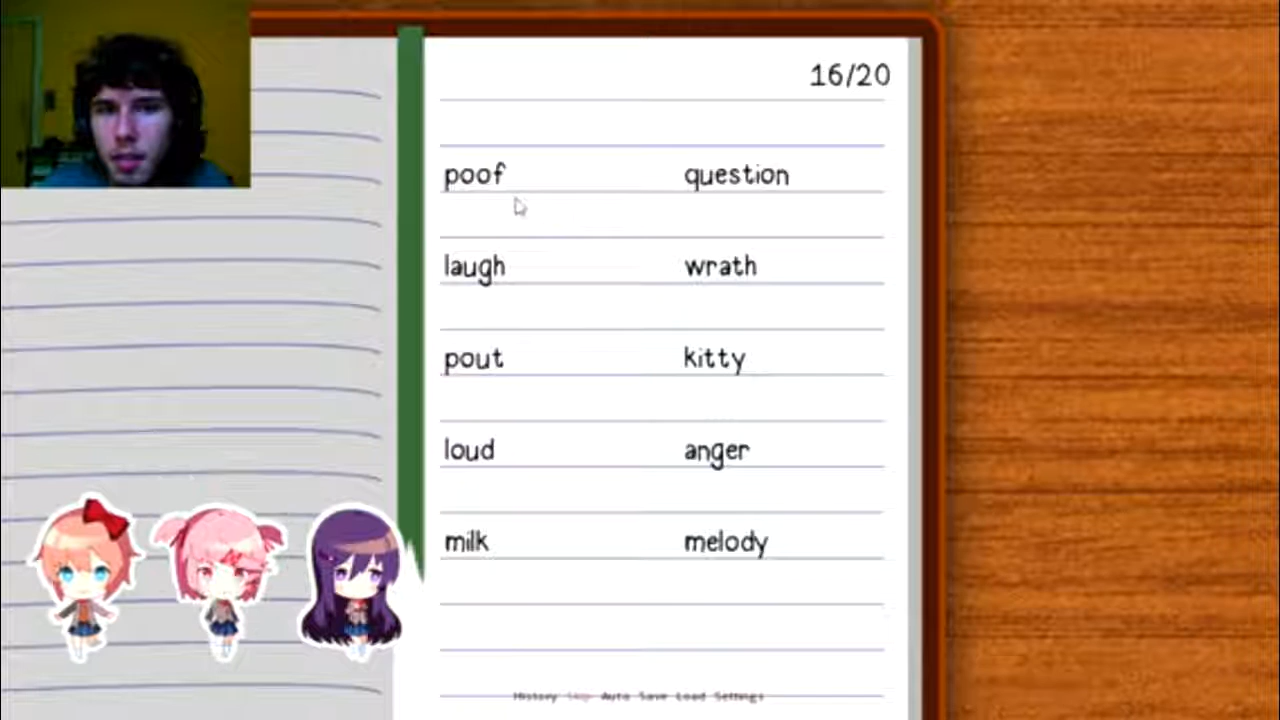 16/20
poof question
laugh wrath
pout kitty
loud anger
milk melody
History Skip Auto Save Load Settings